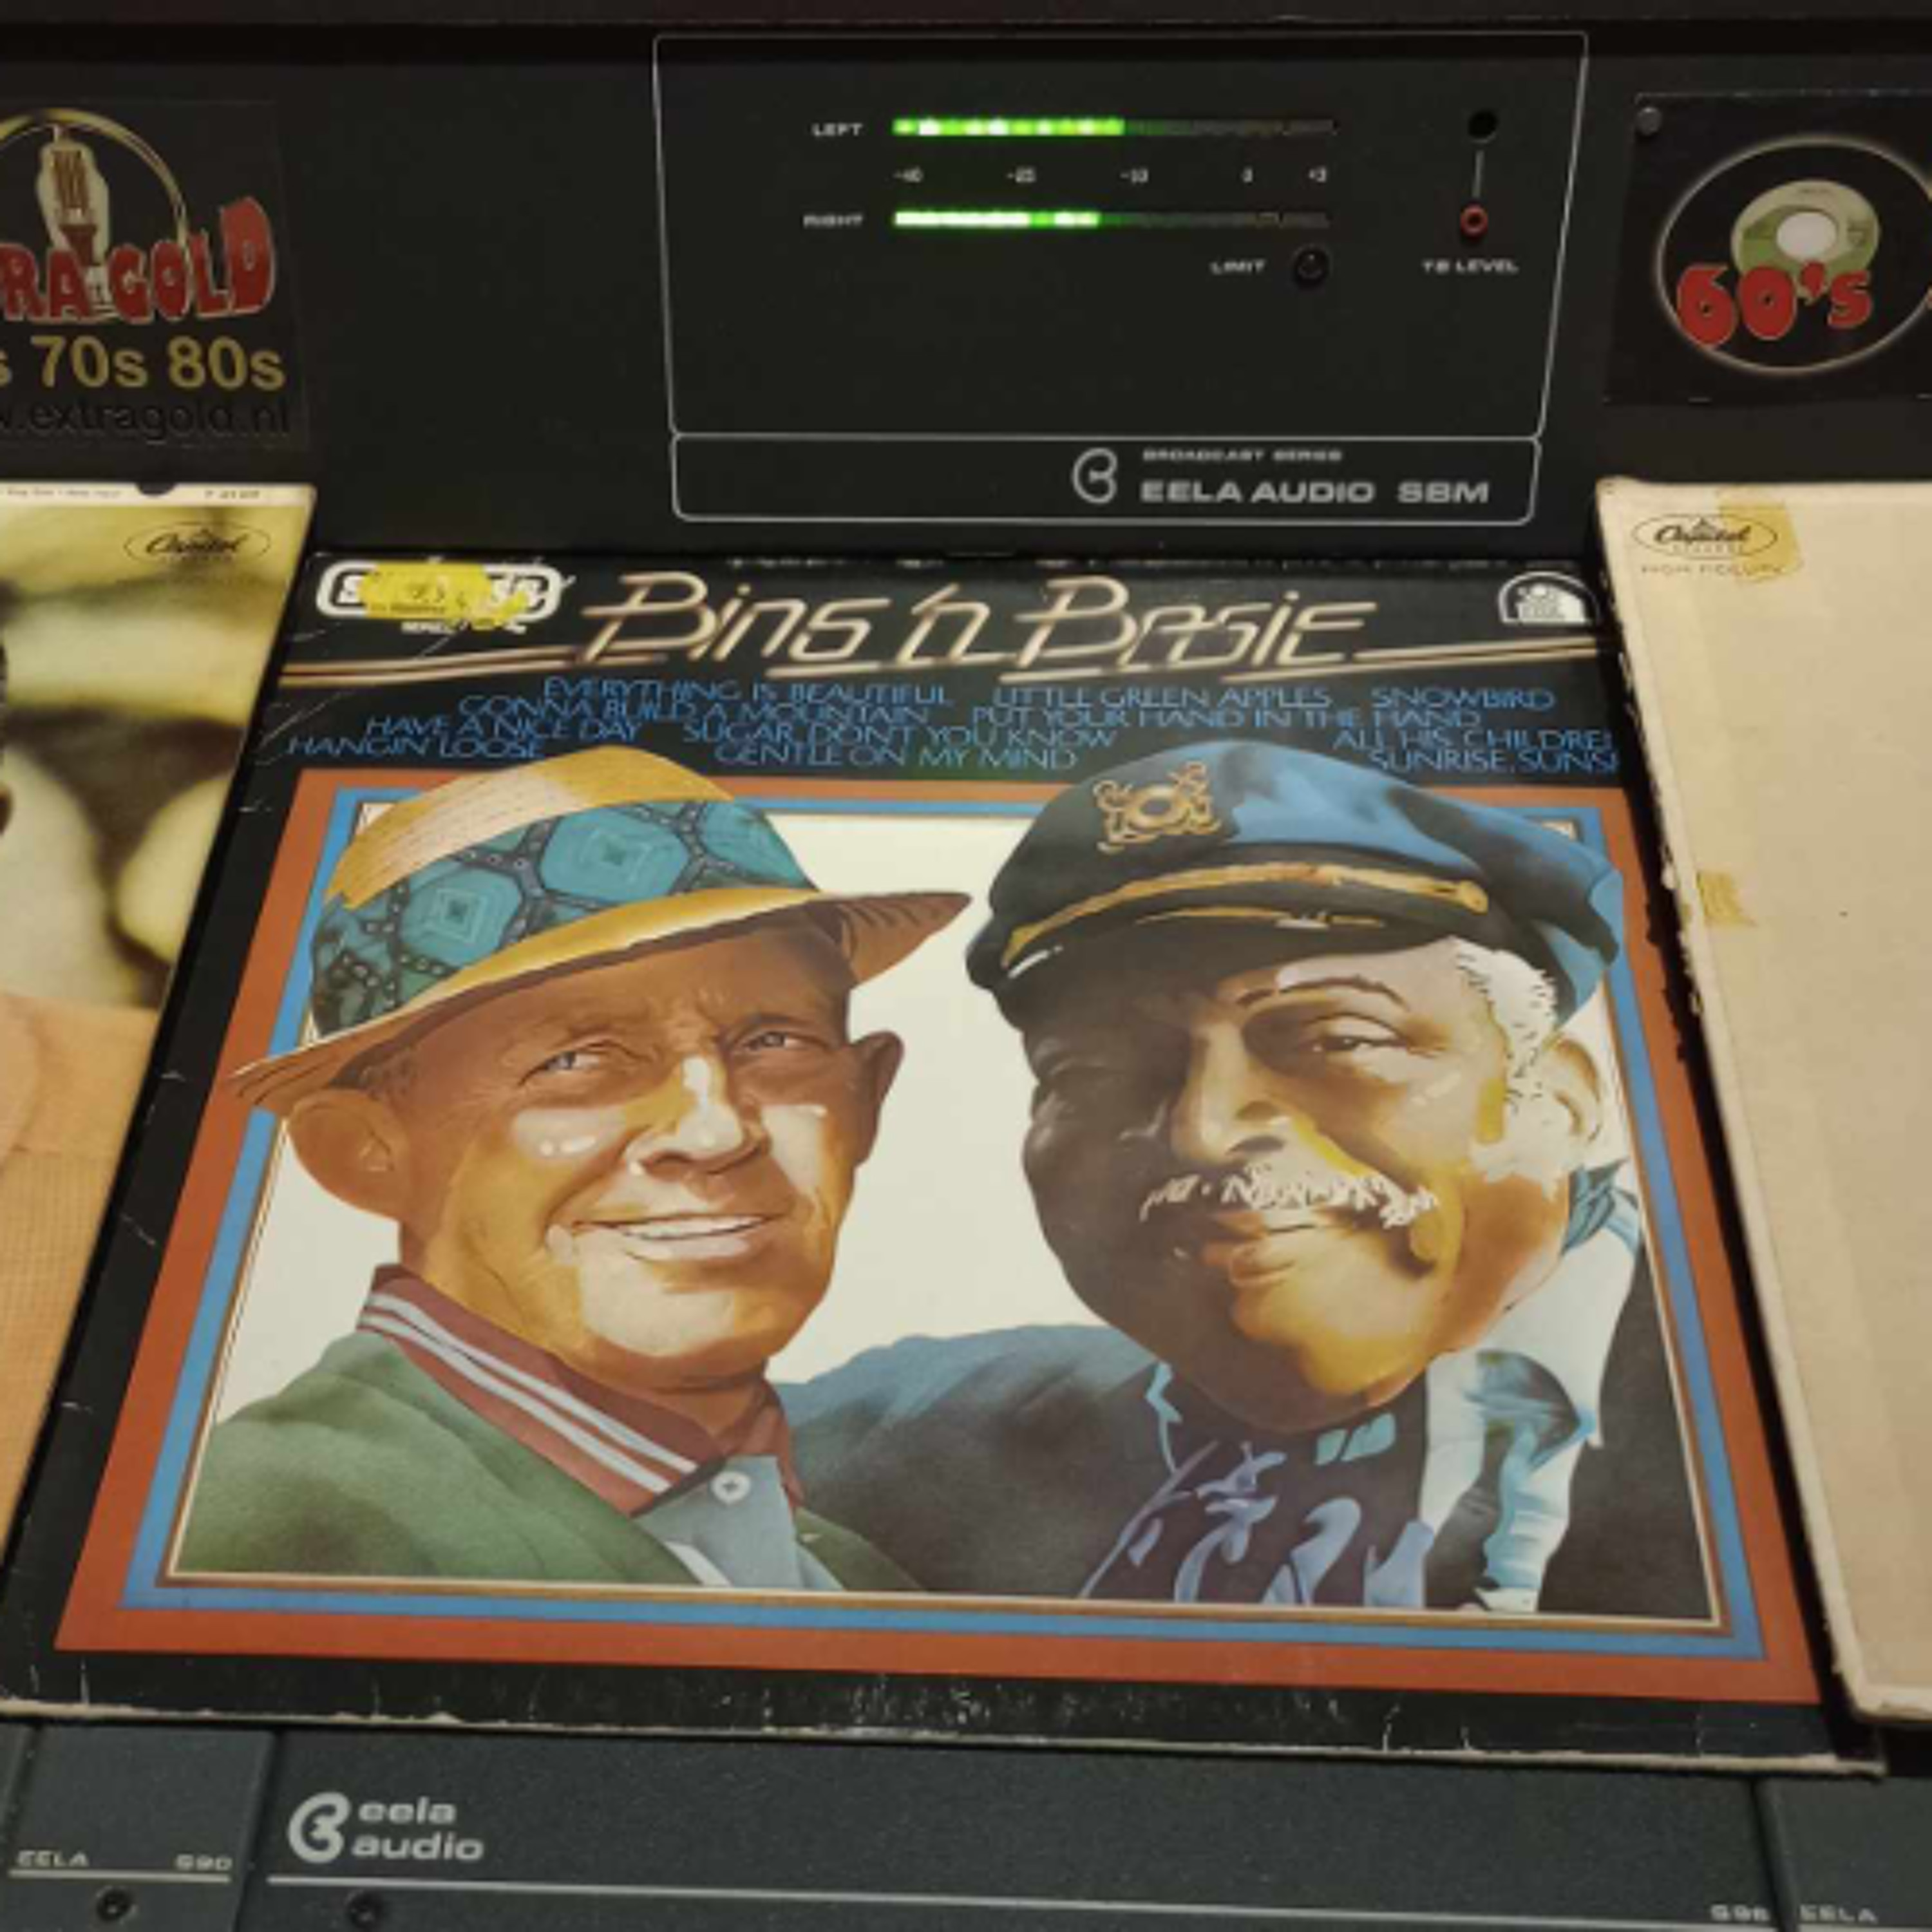 LEFT
-40 -25 -10 0 +3
RIGHT
LIMIT
TB LEVEL
RA GOLD
s 70s 80s
w.extragold.nl
60's
BROADCAST SERIES
EELA AUDIO SBM
Capitol
Capitol
RECORDS
HIGH FIDELITY
Bing 'n Basie
EVERYTHING IS BEAUTIFUL LITTLE GREEN APPLES SNOWBIRD
GONNA BUILD A MOUNTAIN PUT YOUR HAND IN THE HAND
HAVE A NICE DAY SUGAR, DON'T YOU KNOW ALL HIS CHILDRE
HANGIN' LOOSE GENTLE ON MY MIND SUNRISE, SUNS
eela
audio
EELA S90
EELA